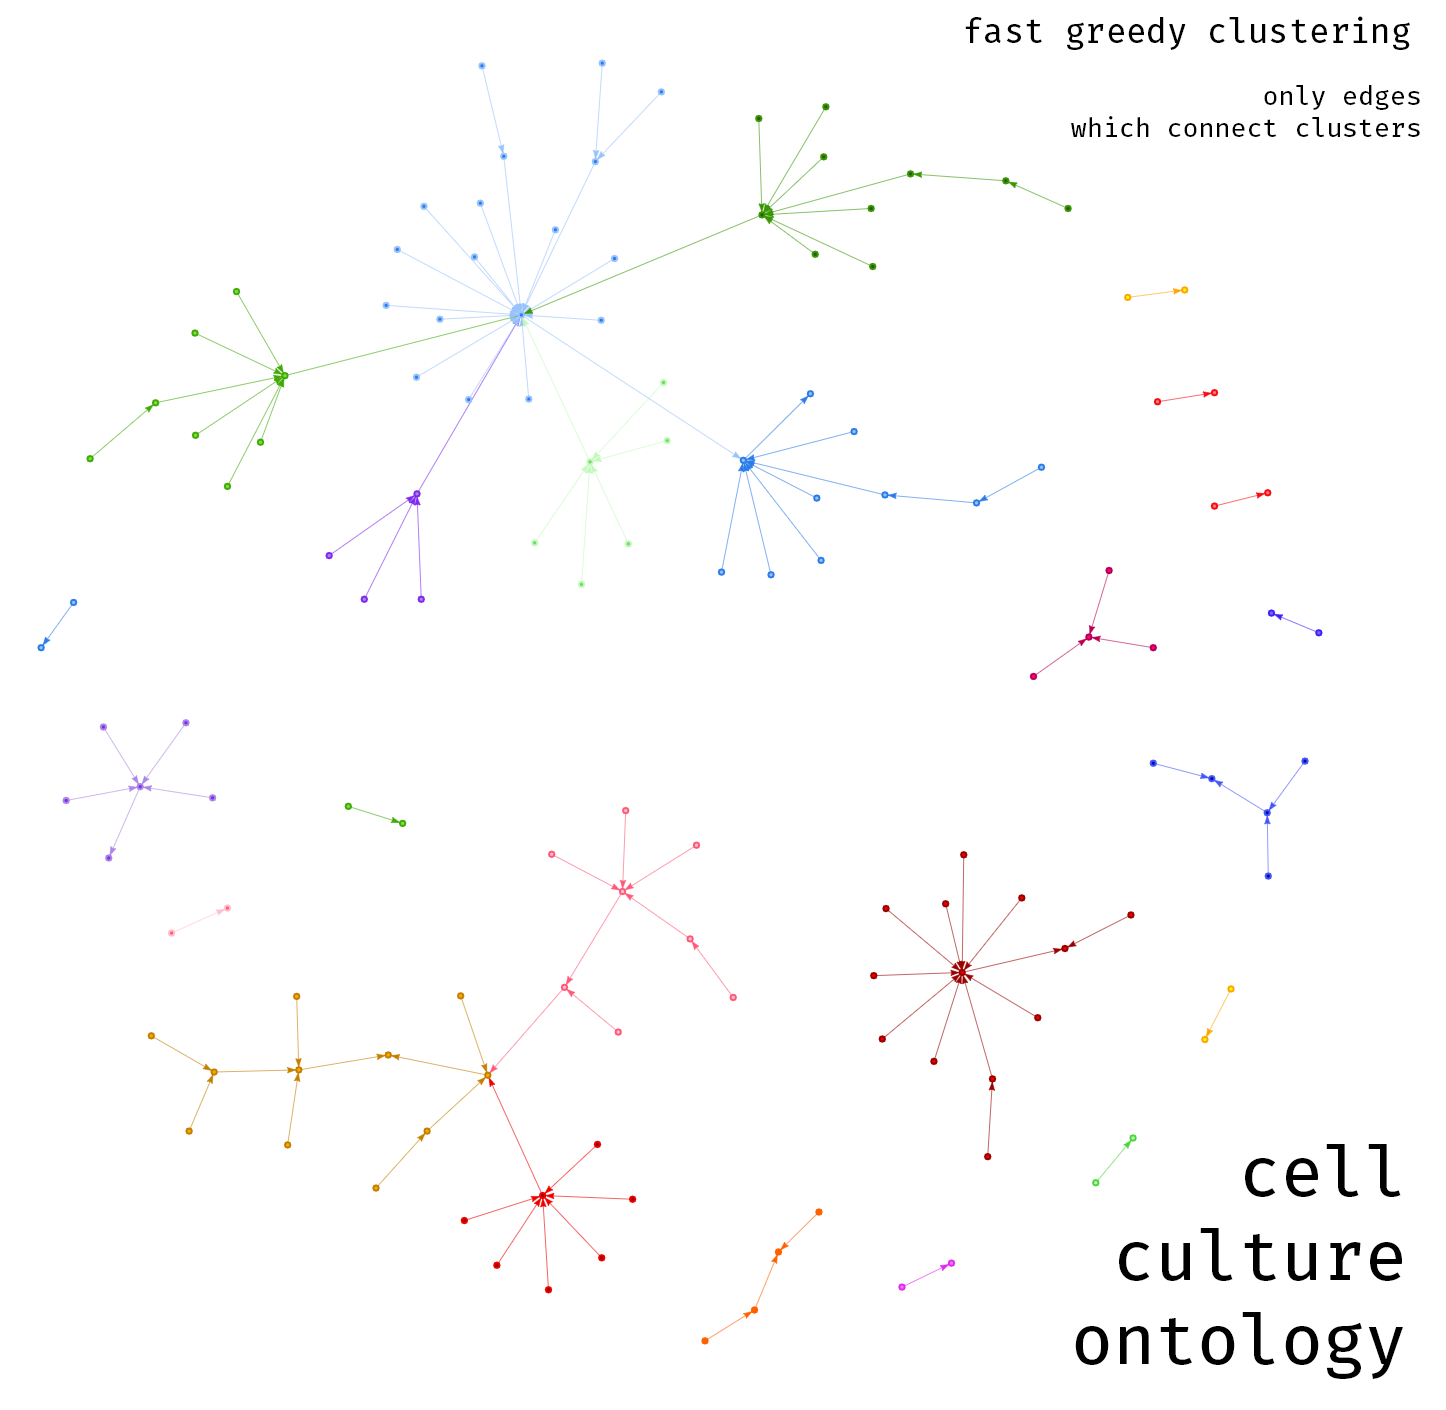 fast greedy clustering
only edges
which connect clusters
cell
culture
ontology